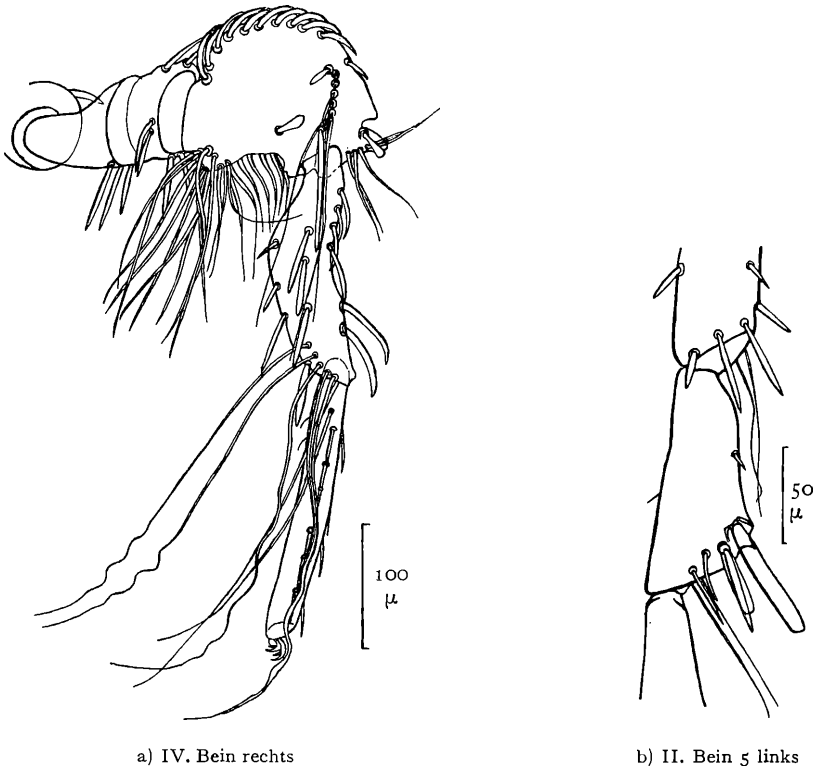 50
μ
100
μ
a) IV. Bein rechts
b) II. Bein 5 links